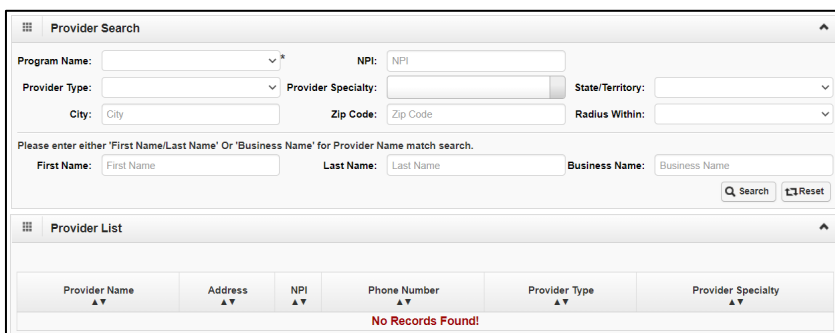 Provider Search
Program Name: * NPI: NPI
Provider Type: Provider Specialty: State/Territory:
City: City Zip Code: Zip Code Radius Within:
Please enter either 'First Name/Last Name' Or 'Business Name' for Provider Name match search.
First Name: First Name Last Name: Last Name Business Name: Business Name
Search Reset
Provider List
Provider Name Address NPI Phone Number Provider Type Provider Specialty
No Records Found!